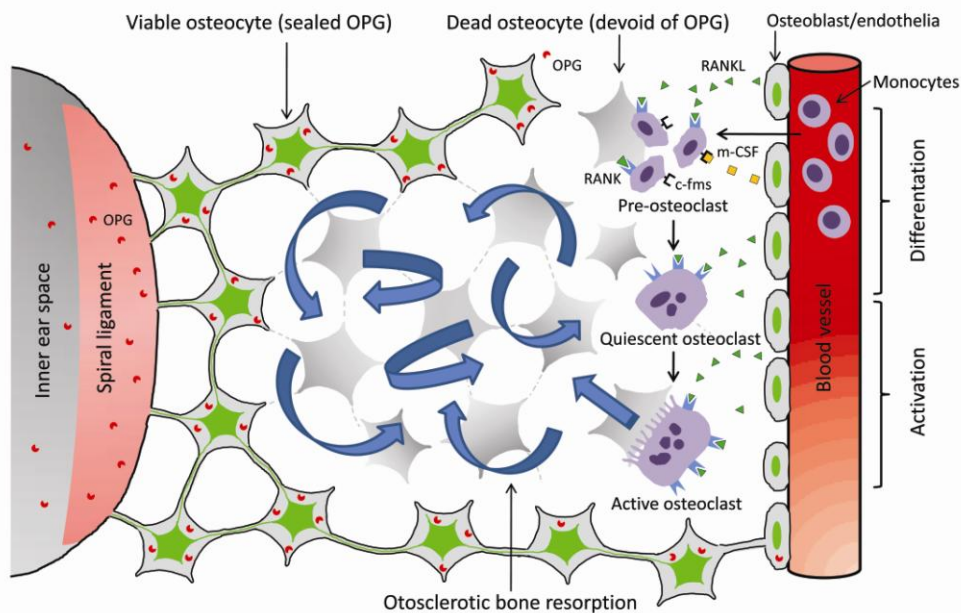 Viable osteocyte (sealed OPG)
Dead osteocyte (devoid of OPG)
Osteoblast/endothelia
OPG
RANKL
Monocytes
m-CSF
RANK
c-fms
Pre-osteoclast
OPG
Inner ear space
Spiral ligament
Quiescent osteoclast
Blood vessel
Differentation
Activation
Active osteoclast
Otosclerotic bone resorption